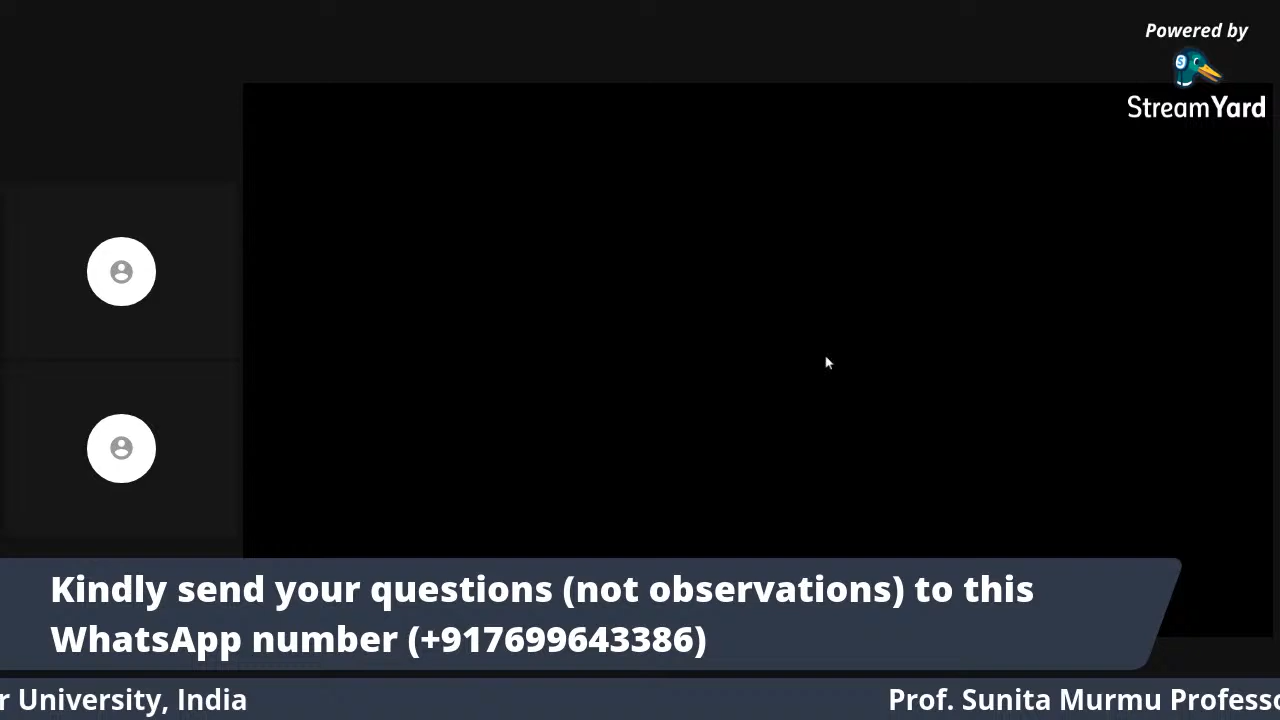 Powered by
StreamYard
Kindly send your questions (not observations) to this
WhatsApp number (+917699643386)
r University, India
Prof. Sunita Murmu Professo